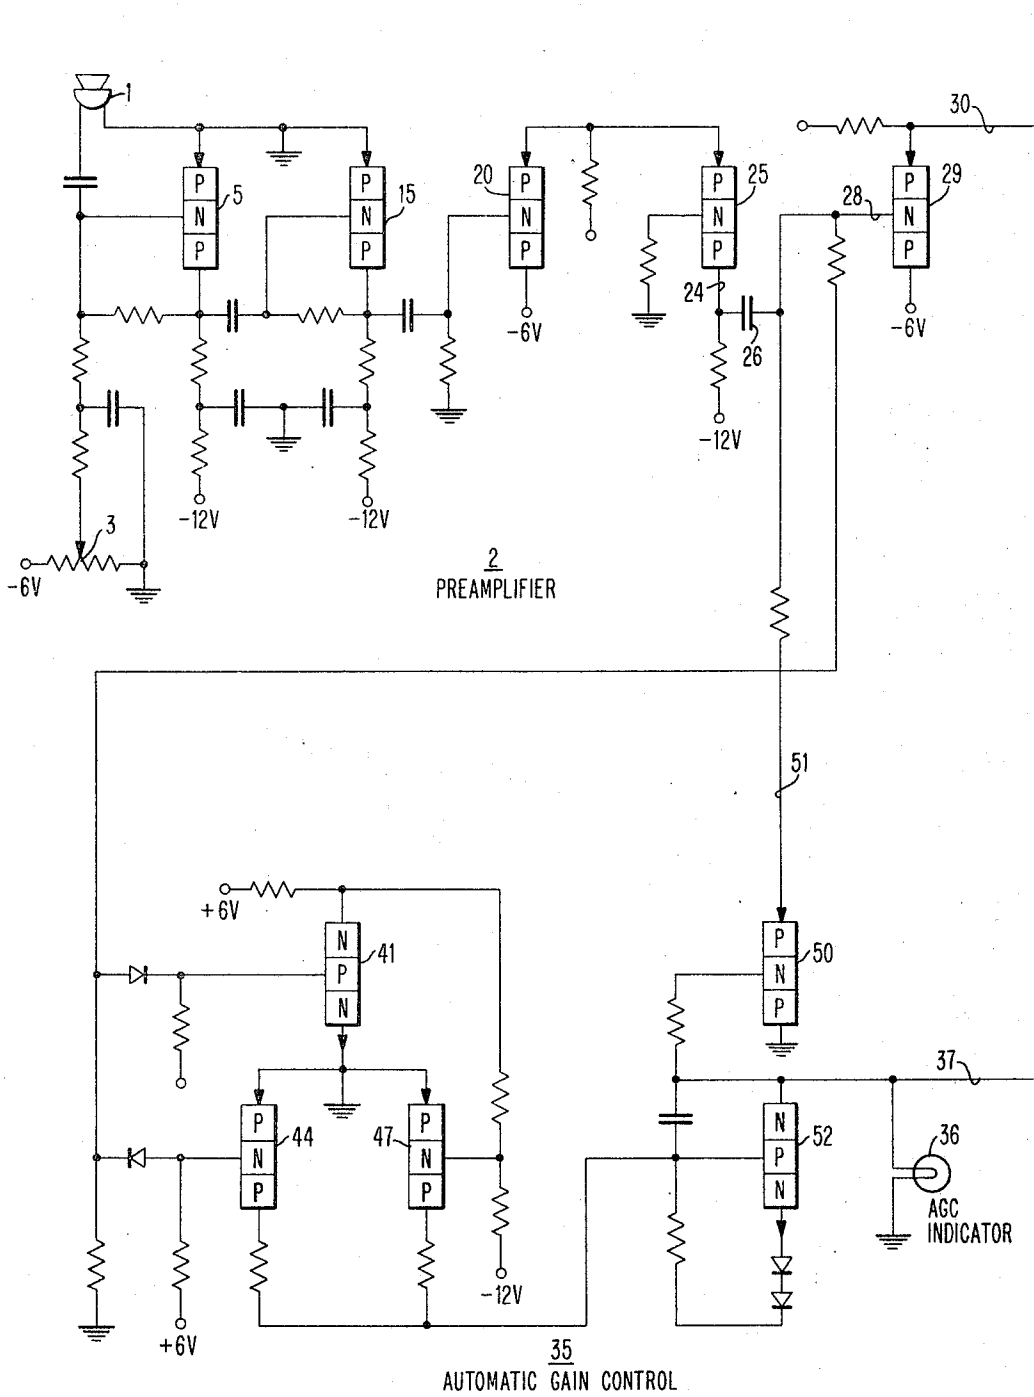 1
30
P
N
P
5
P
N
P
15
20
P
N
P
P
N
P
25
28
P
N
P
29
24
26
-6V
-6V
-12V
-12V
-12V
3
-6V
2
PREAMPLIFIER
51
+6V
N
P
N
41
P
N
P
50
37
P
N
P
44
47
P
N
P
N
P
N
52
36
AGC
INDICATOR
-12V
+6V
35
AUTOMATIC GAIN CONTROL